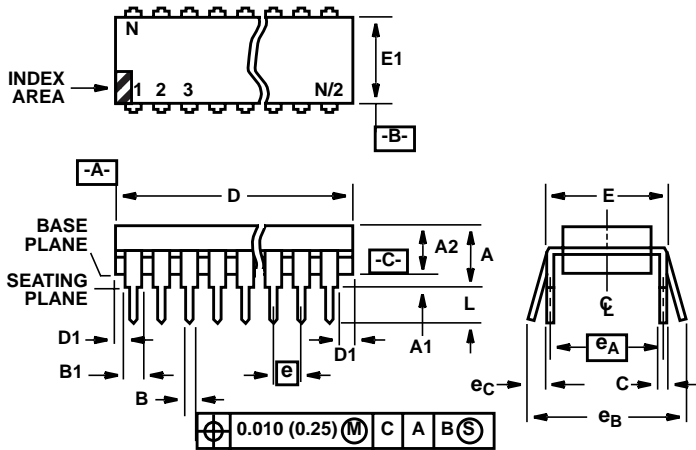 N
E1
INDEX
AREA
1 2 3 N/2
-B-
-A-
D
E
BASE
PLANE
A2
A
-C-
SEATING
PLANE
L
D1
A1
D1
B1
e
eA
eC
C
B
eB
0.010 (0.25) M C A B S
CL